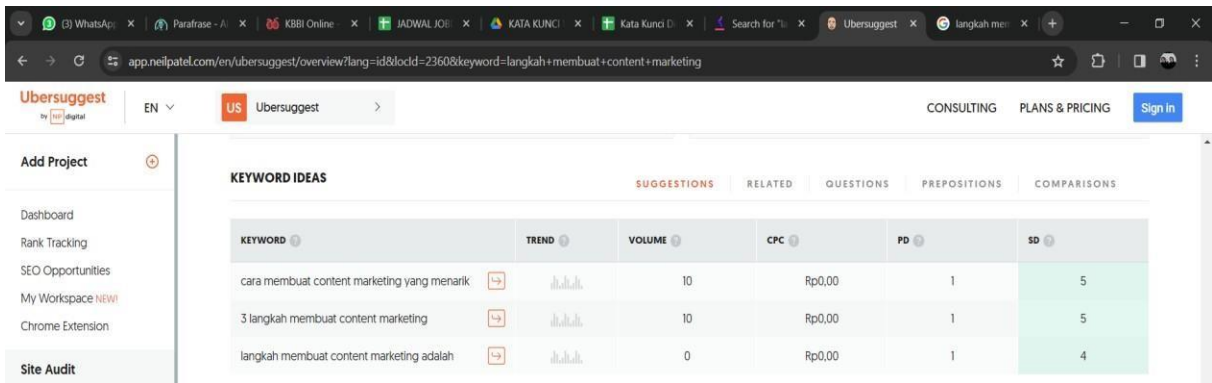 (3) WhatsApp
Parafrase - A
KBBI Online -
JADWAL JOB
KATA KUNCI
Kata Kunci D
Search for "la
Ubersuggest
langkah mem
app.neilpatel.com/en/ubersuggest/overview?lang=id&locId=2360&keyword=langkah+membuat+content+marketing
Ubersuggest
by NP digital
EN
US Ubersuggest
CONSULTING
PLANS & PRICING
Sign in
Add Project
KEYWORD IDEAS
SUGGESTIONS
RELATED
QUESTIONS
PREPOSITIONS
COMPARISONS
Dashboard
Rank Tracking
SEO Opportunities
My Workspace NEW!
Chrome Extension
Site Audit
KEYWORD TREND VOLUME CPC PD SD
cara membuat content marketing yang menarik 10 Rp0,00 1 5
3 langkah membuat content marketing 10 Rp0,00 1 5
langkah membuat content marketing adalah 0 Rp0,00 1 4